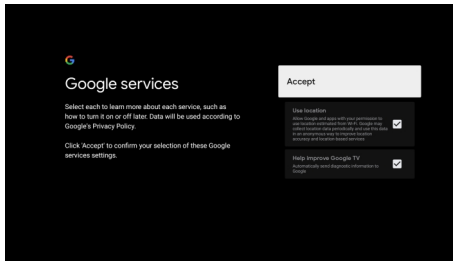 Google services
Select each to learn more about each service, such as
how to turn it on or off later. Data will be used according to
Google's Privacy Policy.
Click 'Accept' to confirm your selection of these Google
services settings.
Accept
Use location
Allow Google and apps with your permission to
use location estimated from Wi-Fi. Google may
collect location data periodically and use this data
in an anonymous way to improve location
accuracy and location-based services
Help improve Google TV
Automatically send diagnostic information to
Google